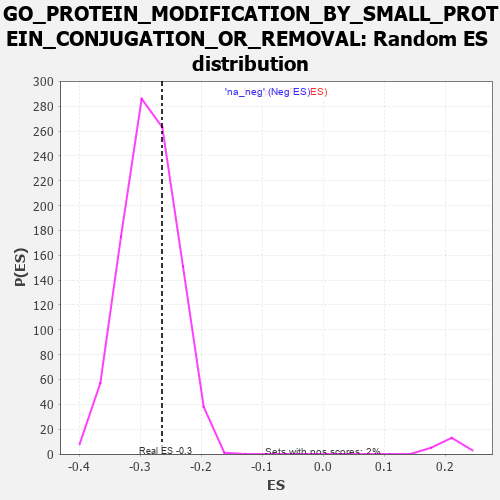 GO_PROTEIN_MODIFICATION_BY_SMALL_PROT
EIN_CONJUGATION_OR_REMOVAL: Random ES
distribution
'na_neg' (Neg ES)ES)
300
280
260
240
220
200
180
160
140
120
100
80
60
40
20
0
P(ES)
Real ES -0.3
Sets with pos scores: 2%
-0.4 -0.3 -0.2 -0.1 0.0 0.1 0.2
ES